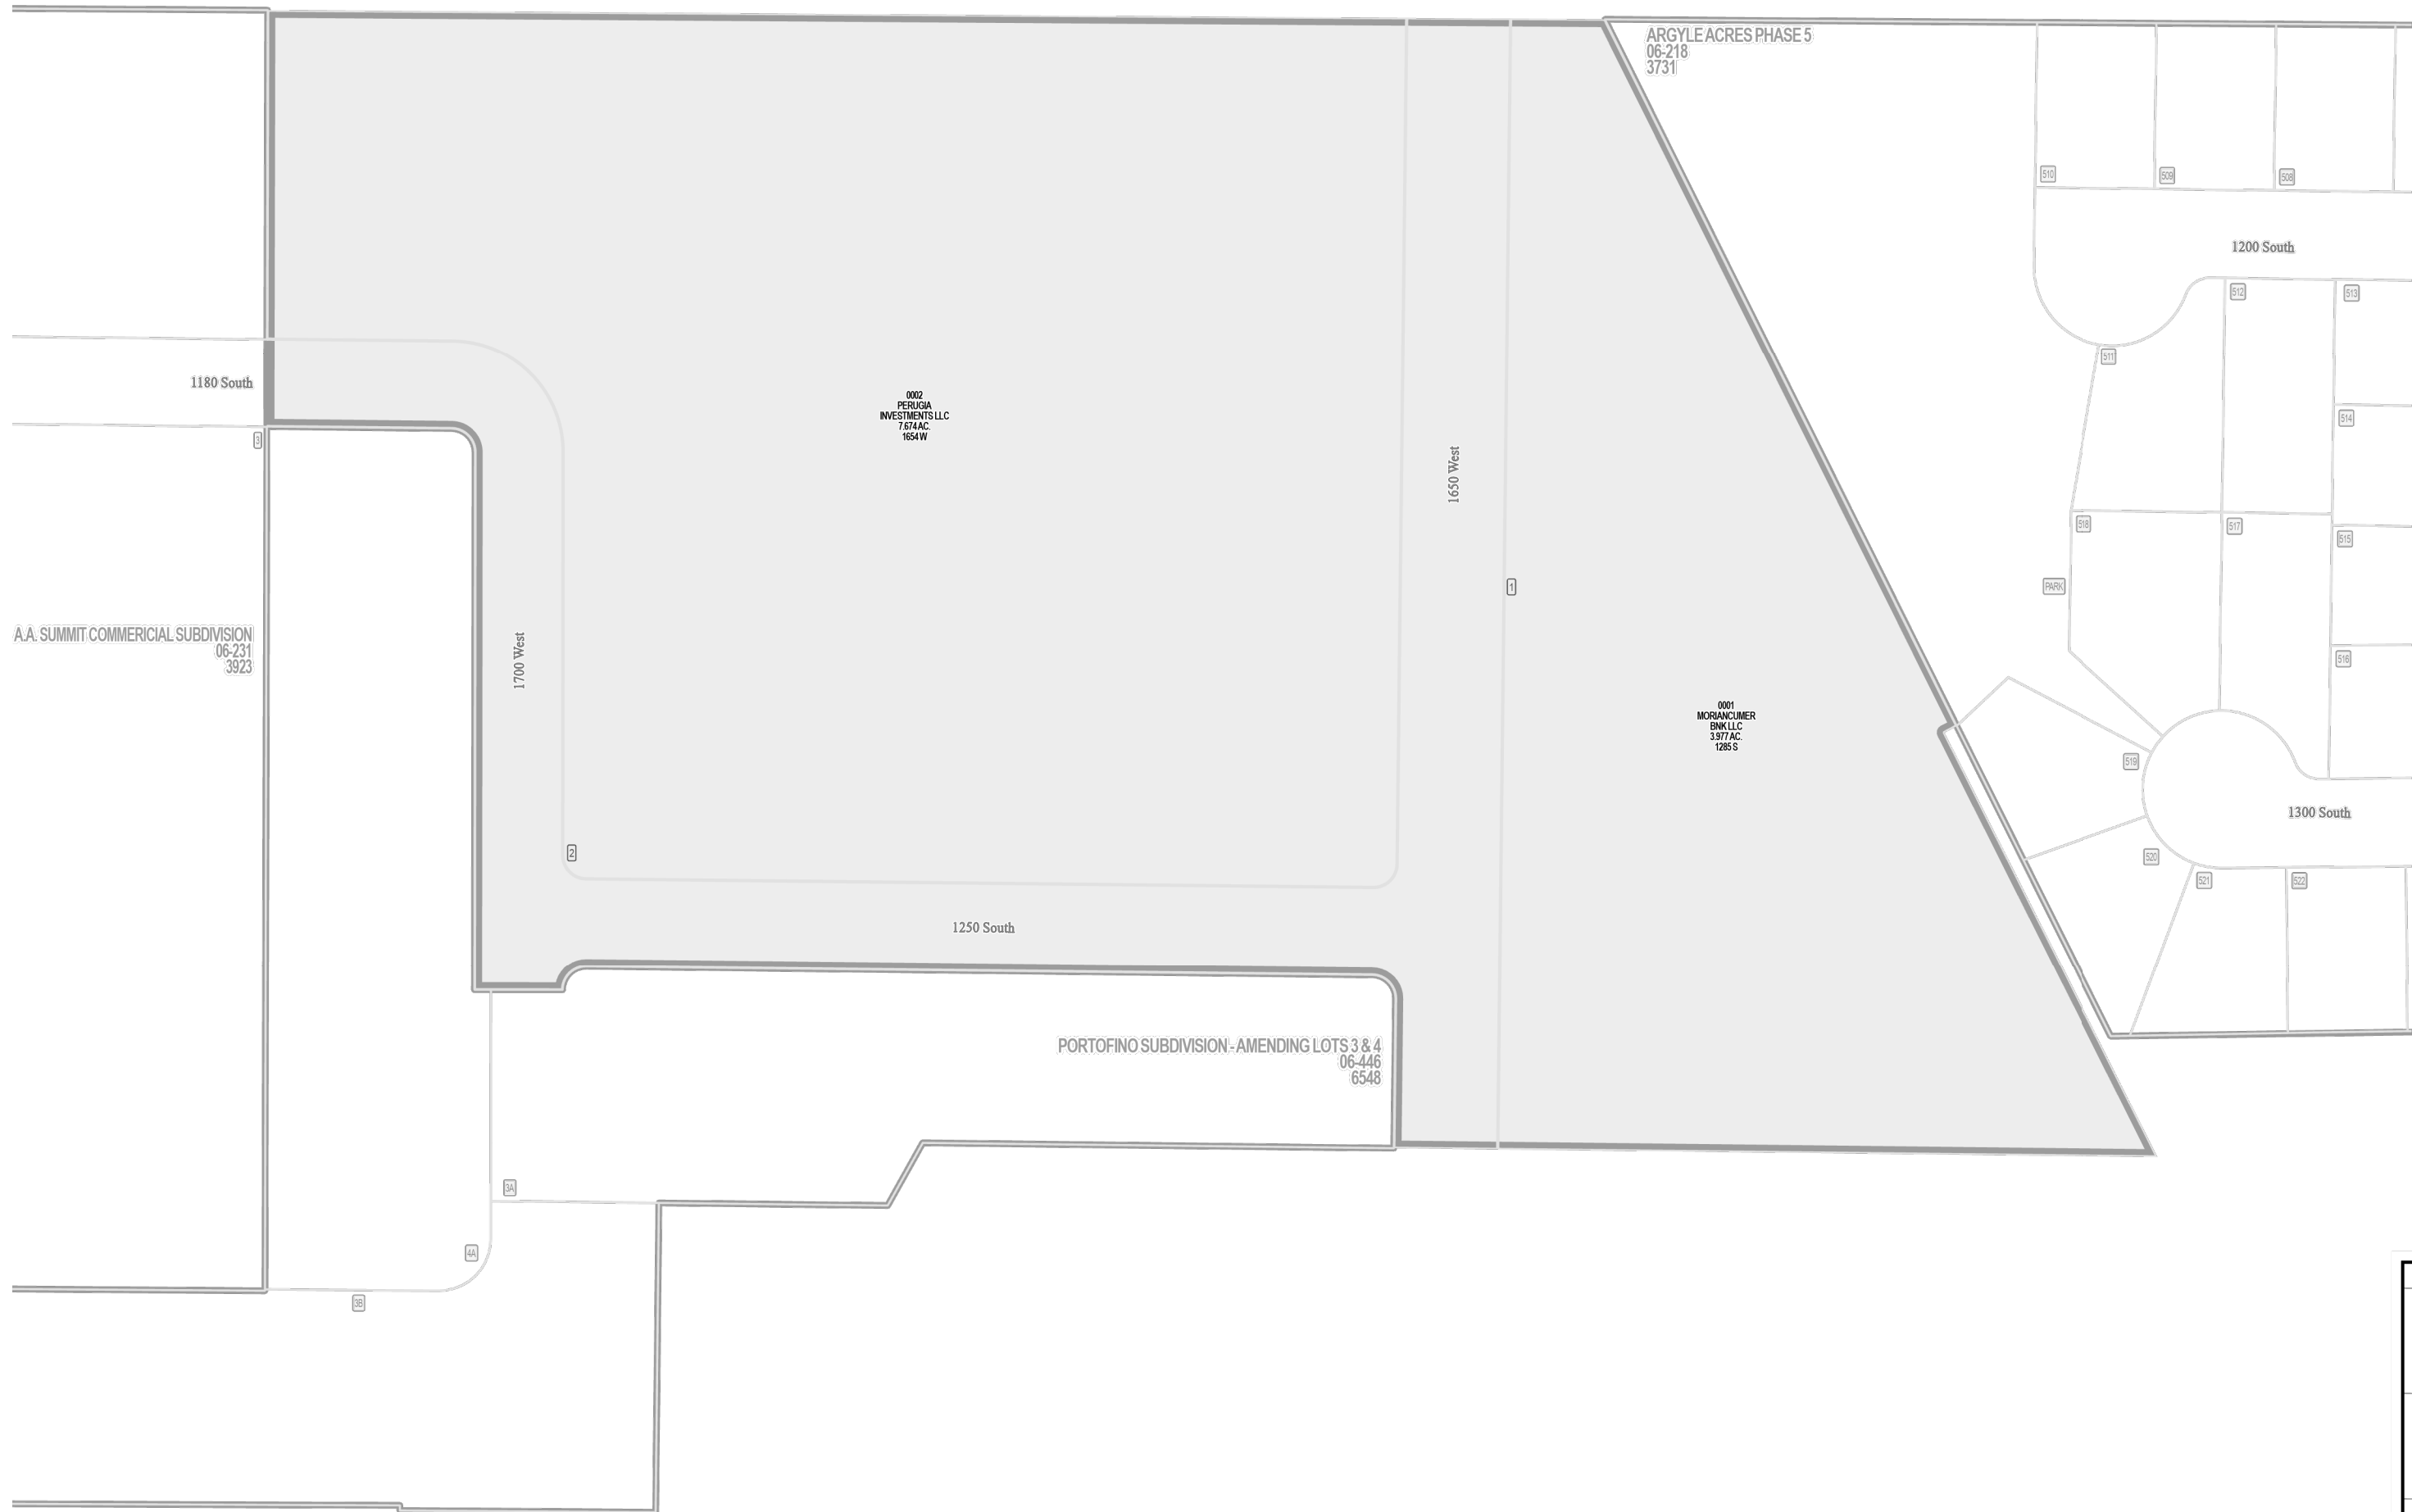 ARGYLE ACRES PHASE 5
06-218
3731
510
509
508
1200 South
512
513
511
514
1180 South
3
0002
PERUGIA
INVESTMENTS LLC
7.674 AC.
1654 W
1650 West
518
517
515
PARK
1
A.A. SUMMIT COMMERICIAL SUBDIVISION
06-231
3923
1700 West
516
0001
MORIANCUMER
BNK LLC
3.977 AC.
1285 S
519
1300 South
2
520
521
522
1250 South
PORTOFINO SUBDIVISION - AMENDING LOTS 3 & 4
06-446
6548
3A
4A
3B